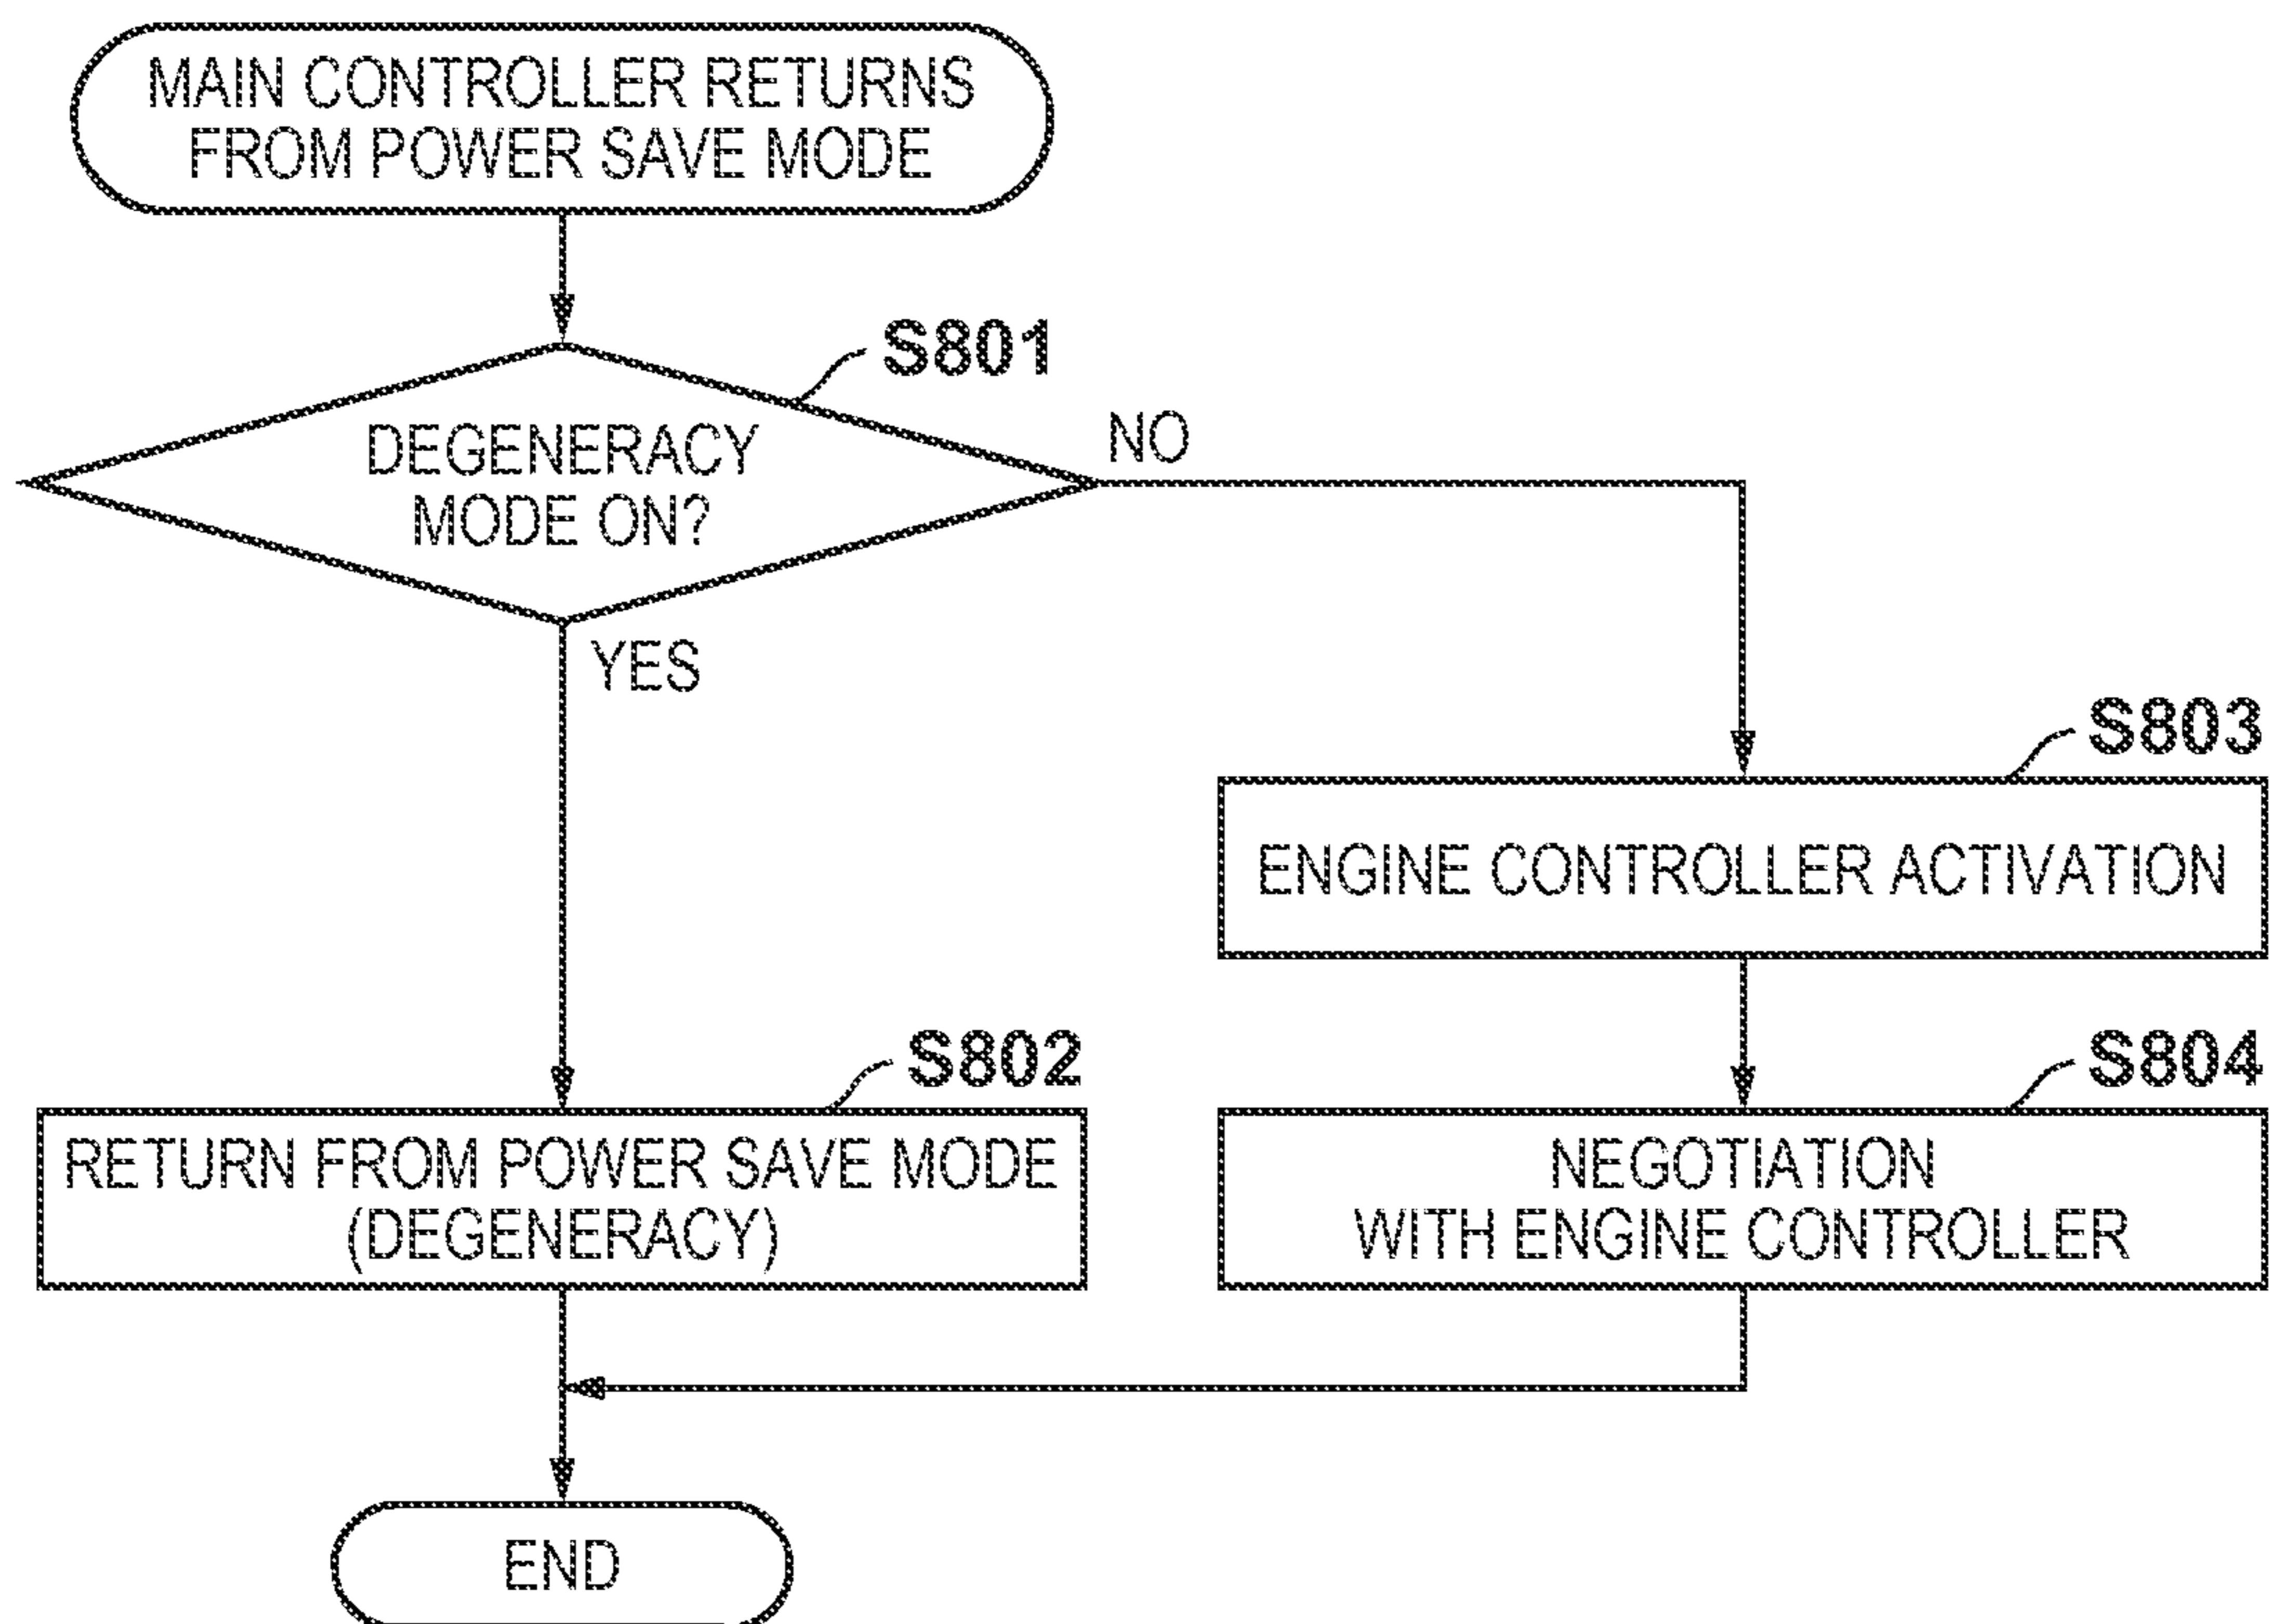 MAIN CONTROLLER RETURNS
FROM POWER SAVE MODE
S801
DEGENERACY
MODE ON?
NO
YES
S803
ENGINE CONTROLLER ACTIVATION
S802
RETURN FROM POWER SAVE MODE
(DEGENERACY)
S804
NEGOTIATION
WITH ENGINE CONTROLLER
END